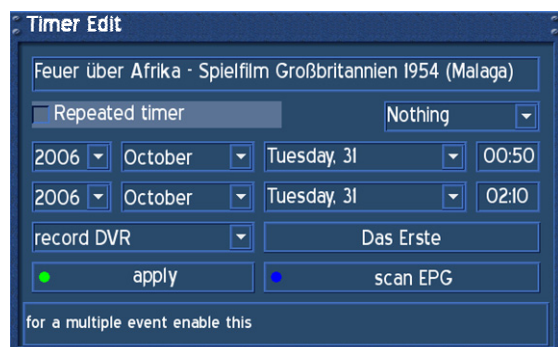 Timer Edit
Feuer über Afrika - Spielfilm Großbritannien 1954 (Malaga)
Repeated timer Nothing
2006 October Tuesday, 31 00:50
2006 October Tuesday, 31 02:10
record DVR Das Erste
apply scan EPG
for a multiple event enable this